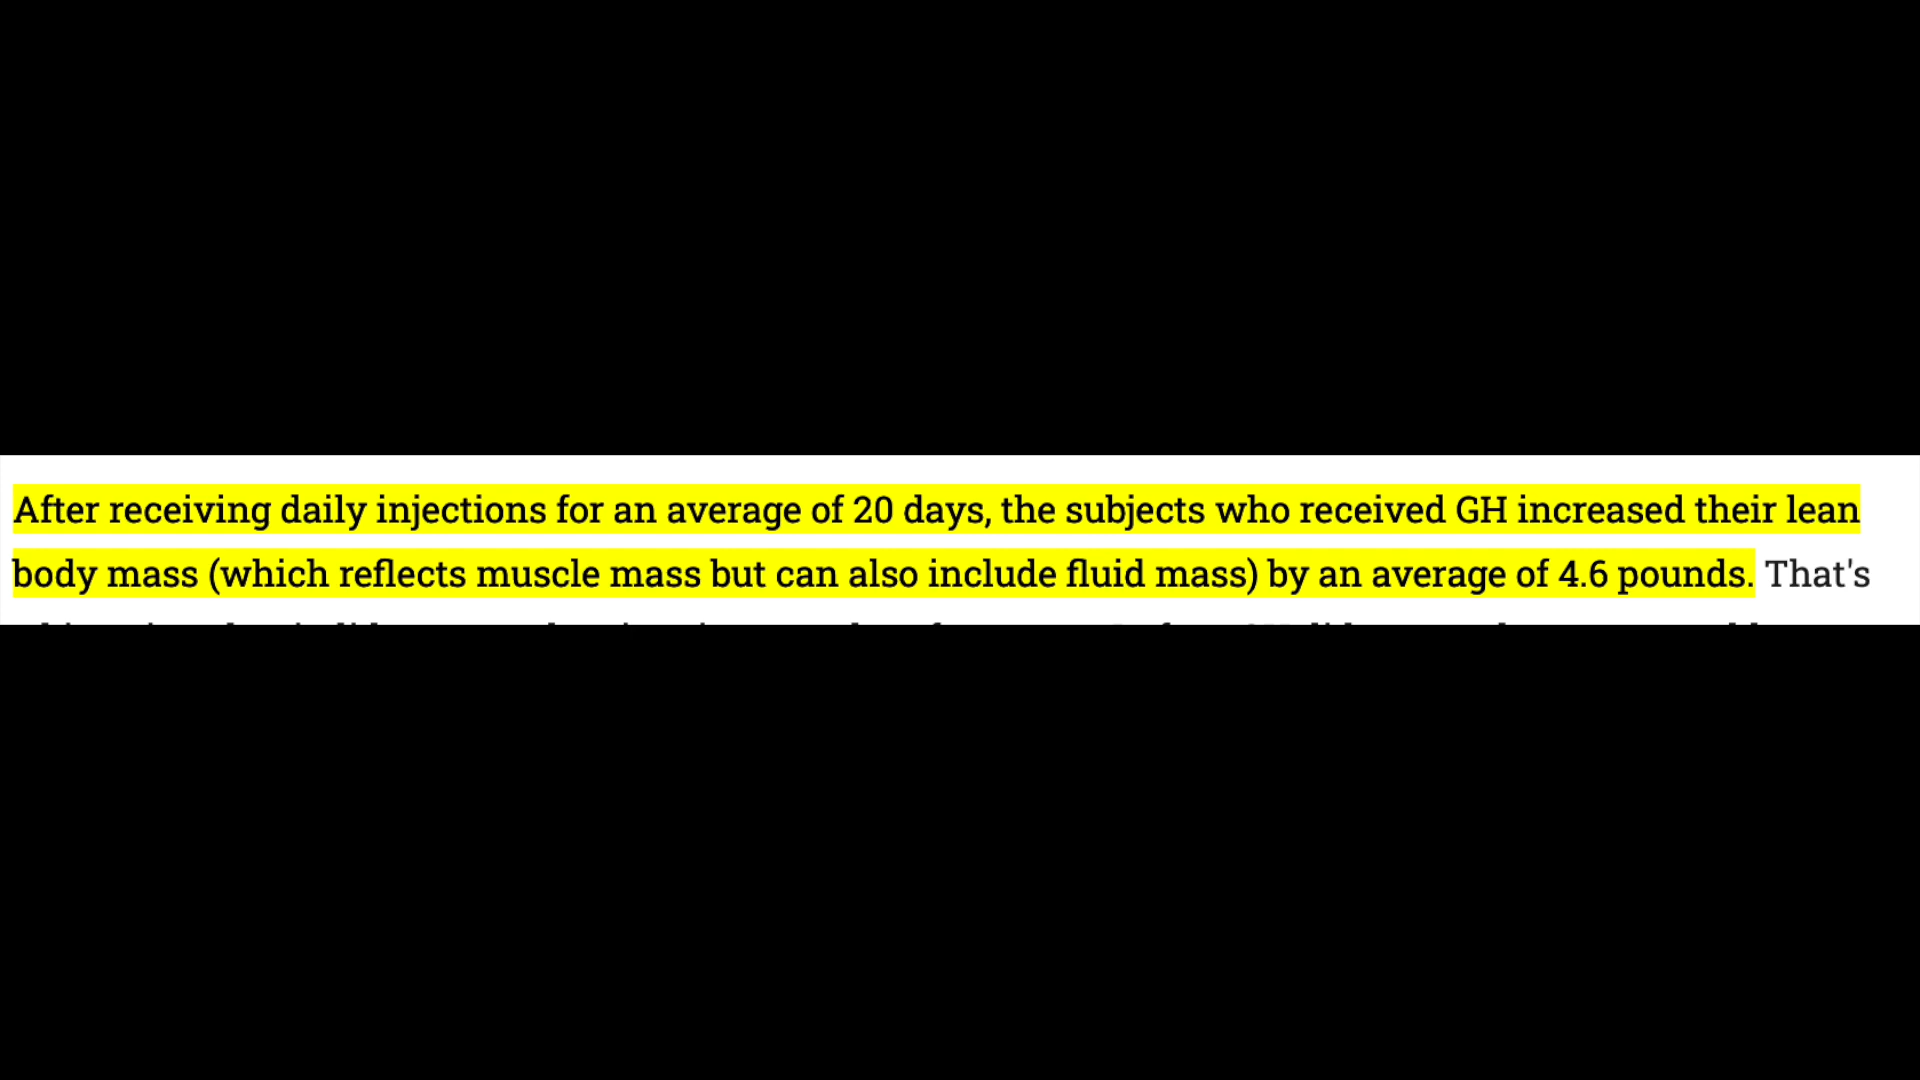 After receiving daily injections for an average of 20 days, the subjects who received GH increased their lean
body mass (which reflects muscle mass but can also include fluid mass) by an average of 4.6 pounds. That's